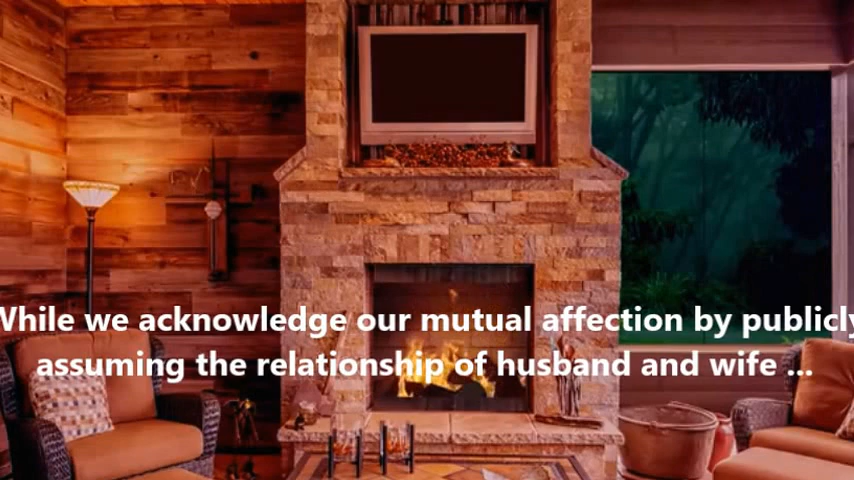 While we acknowledge our mutual affection by publicly
assuming the relationship of husband and wife ...